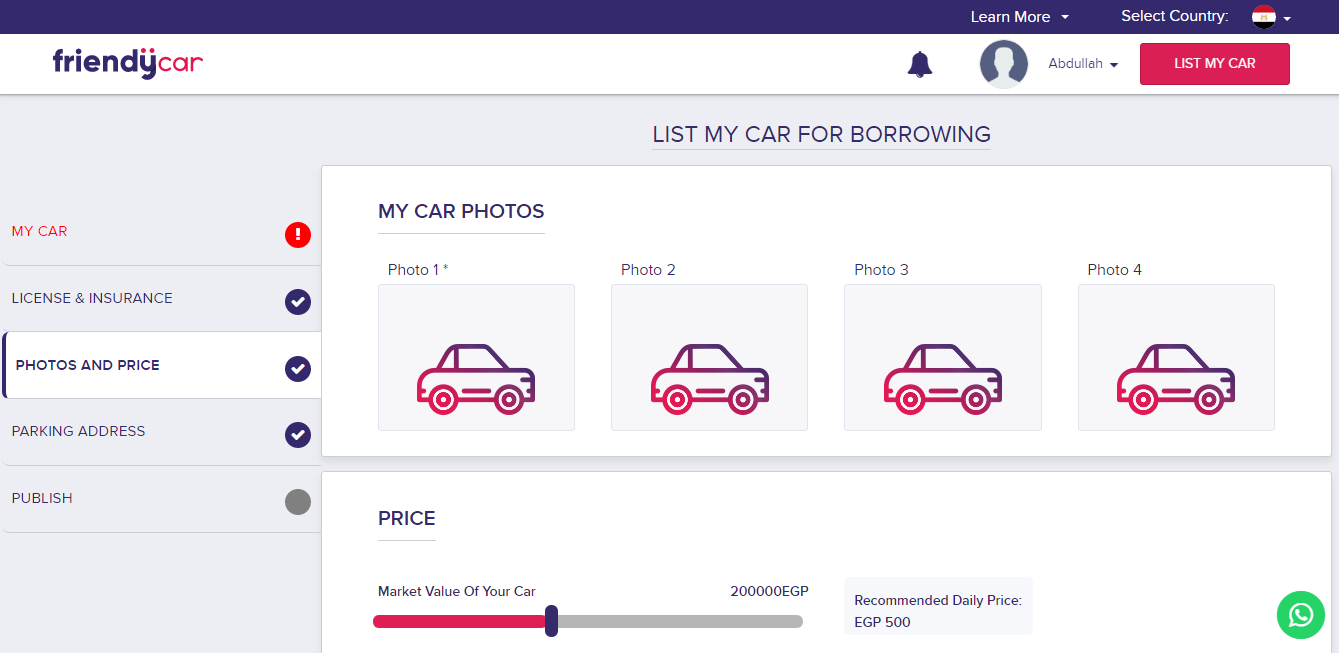 Learn More
Select Country:
friendycar
Abdullah
LIST MY CAR
LIST MY CAR FOR BORROWING
MY CAR
LICENSE & INSURANCE
PHOTOS AND PRICE
PARKING ADDRESS
PUBLISH
MY CAR PHOTOS
Photo 1 *
Photo 2
Photo 3
Photo 4
PRICE
Market Value Of Your Car
200000EGP
Recommended Daily Price:
EGP 500